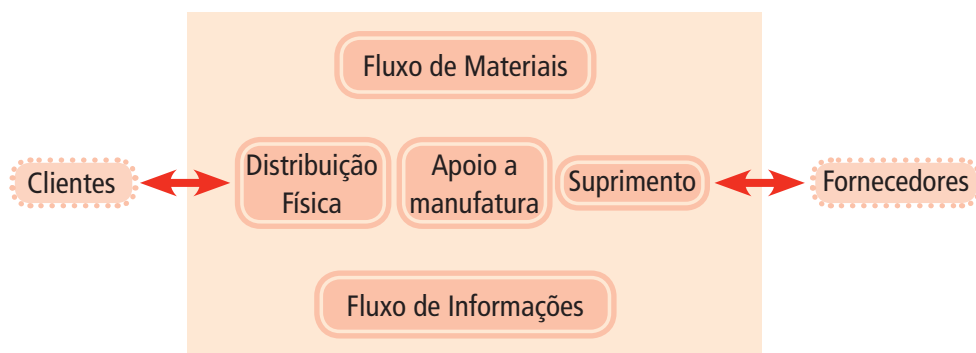 Fluxo de Materiais
Clientes
Distribuição
Física
Apoio a
manufatura
Suprimento
Fornecedores
Fluxo de Informações